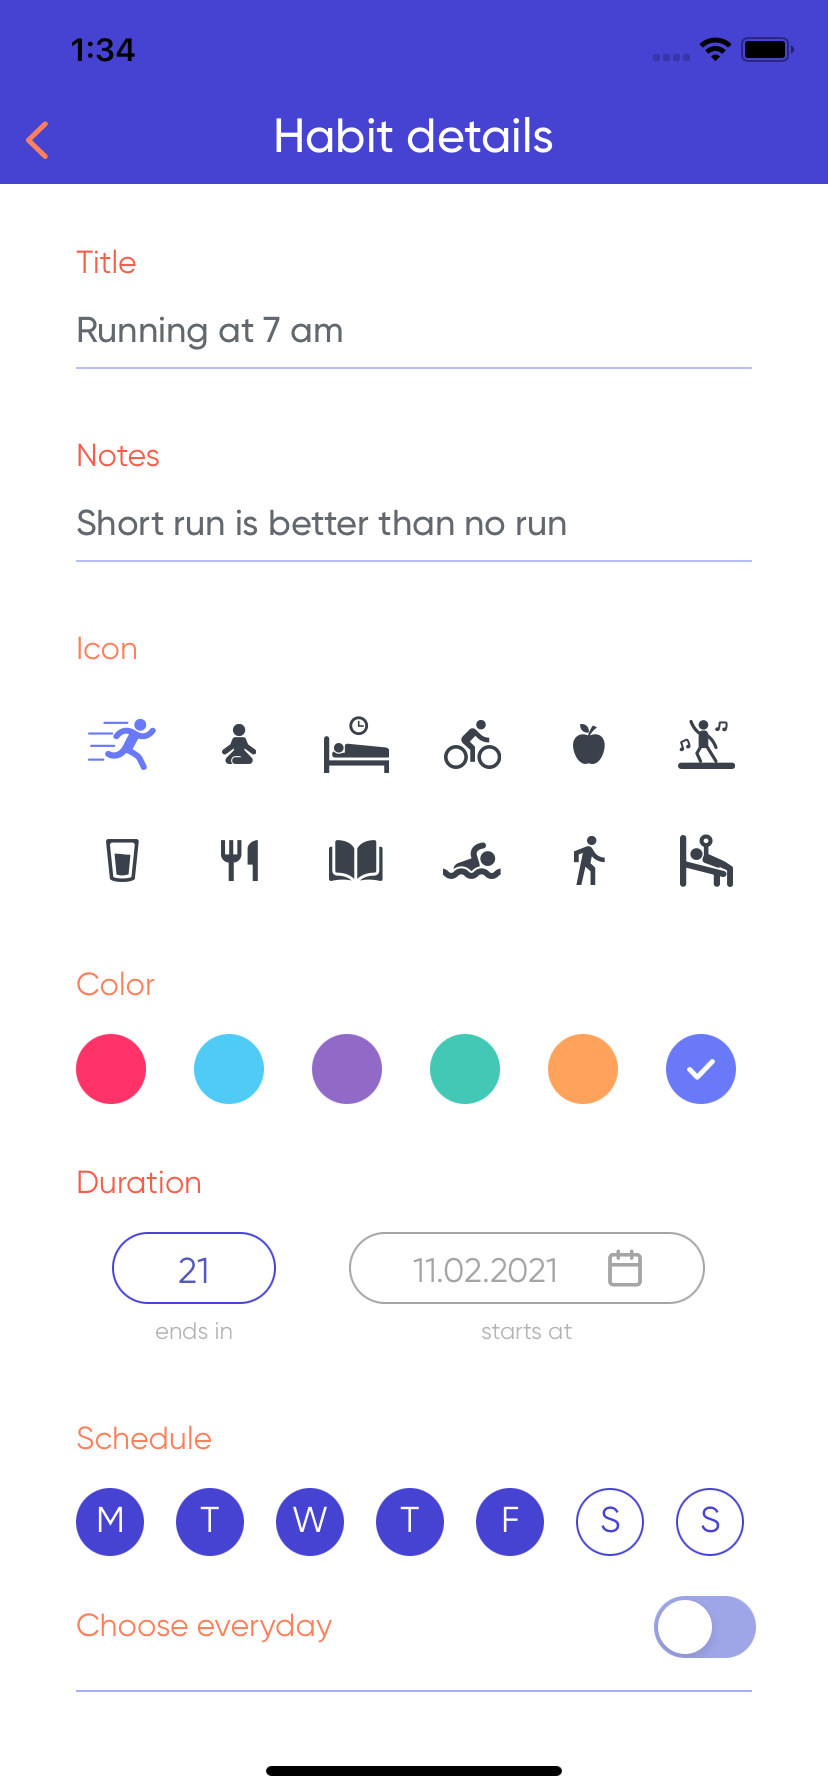 1:34
Habit details
Title
Running at 7 am
Notes
Short run is better than no run
Icon
Color
Duration
21 11.02.2021
ends in starts at
Schedule
M T W T F S S
Choose everyday